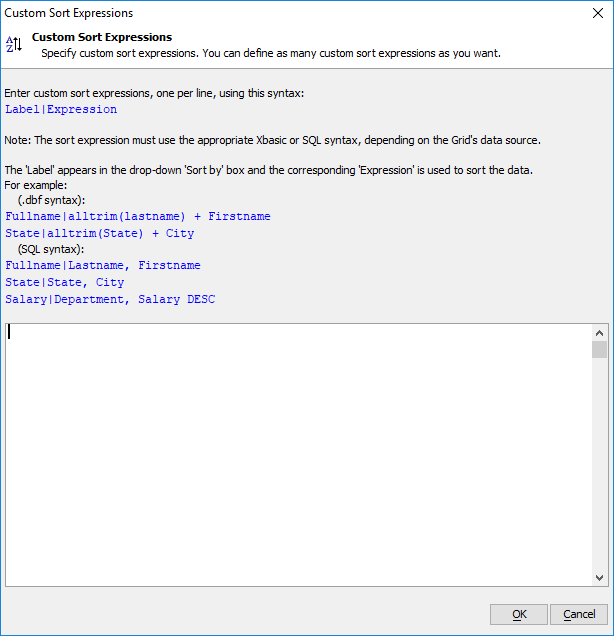 Custom Sort Expressions
Custom Sort Expressions
Specify custom sort expressions. You can define as many custom sort expressions as you want.
Enter custom sort expressions, one per line, using this syntax:
Label|Expression
Note: The sort expression must use the appropriate Xbasic or SQL syntax, depending on the Grid's data source.
The 'Label' appears in the drop-down 'Sort by' box and the corresponding 'Expression' is used to sort the data.
For example:
(.dbf syntax):
Fullname|alltrim(lastname) + Firstname
State|alltrim(State) + City
(SQL syntax):
Fullname|Lastname, Firstname
State|State, City
Salary|Department, Salary DESC
OK
Cancel